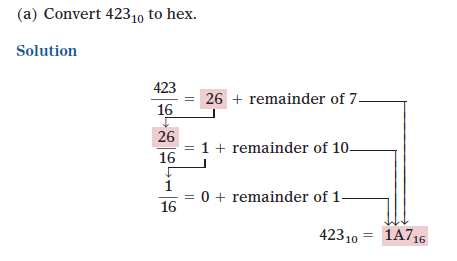 (a) Convert 423₁₀ to hex.
Solution
423/16 = 26 + remainder of 7
26/16 = 1 + remainder of 10
1/16 = 0 + remainder of 1
423₁₀ = 1A7₁₆